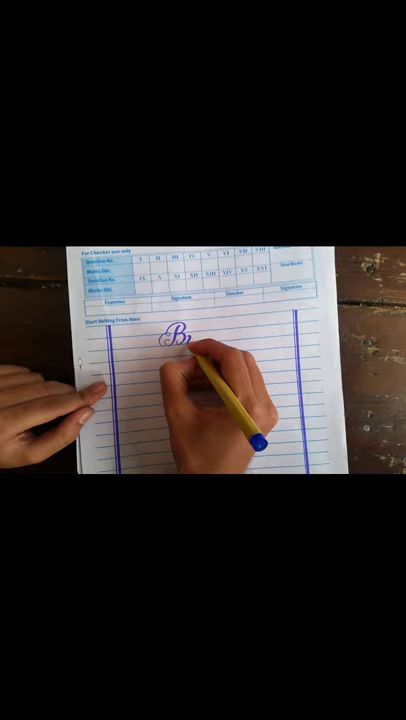 For Checker use only
Question No. I II III IV V VI VII VIII
Marks Obt. Total Marks
Question No. IX X XI XII XIII XIV XV XVI
Marks Obt.
Examiner Signature Checker Signature
Start Writing From Here:
B